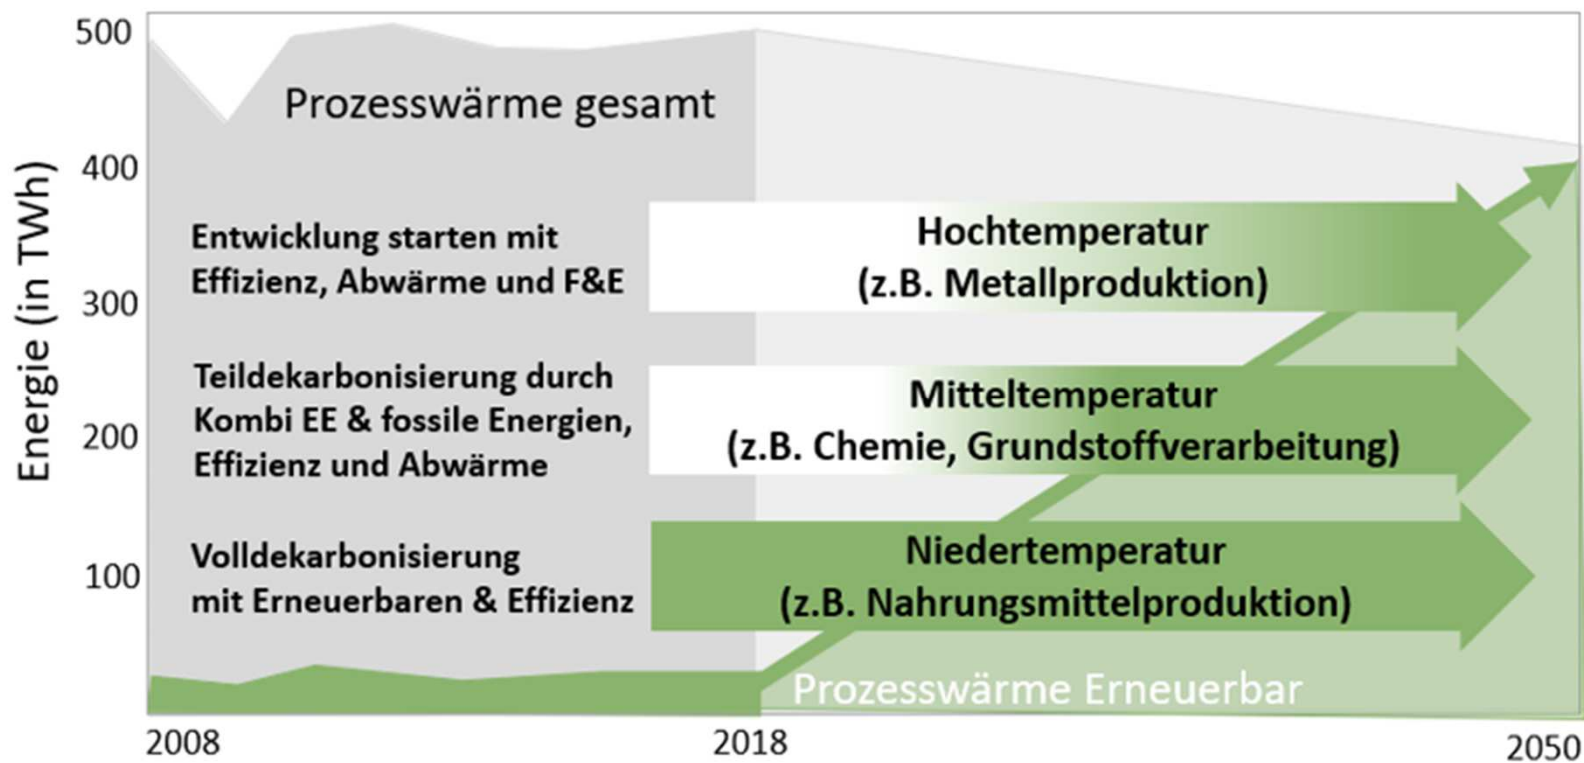 500
400
300
200
100
Energie (in TWh)
Prozesswärme gesamt
Entwicklung starten mit
Effizienz, Abwärme und F&E
Hochtemperatur
(z.B. Metallproduktion)
Teildekarbonisierung durch
Kombi EE & fossile Energien,
Effizienz und Abwärme
Mitteltemperatur
(z.B. Chemie, Grundstoffverarbeitung)
Volldekarbonisierung
mit Erneuerbaren & Effizienz
Niedertemperatur
(z.B. Nahrungsmittelproduktion)
Prozesswärme Erneuerbar
2008
2018
2050